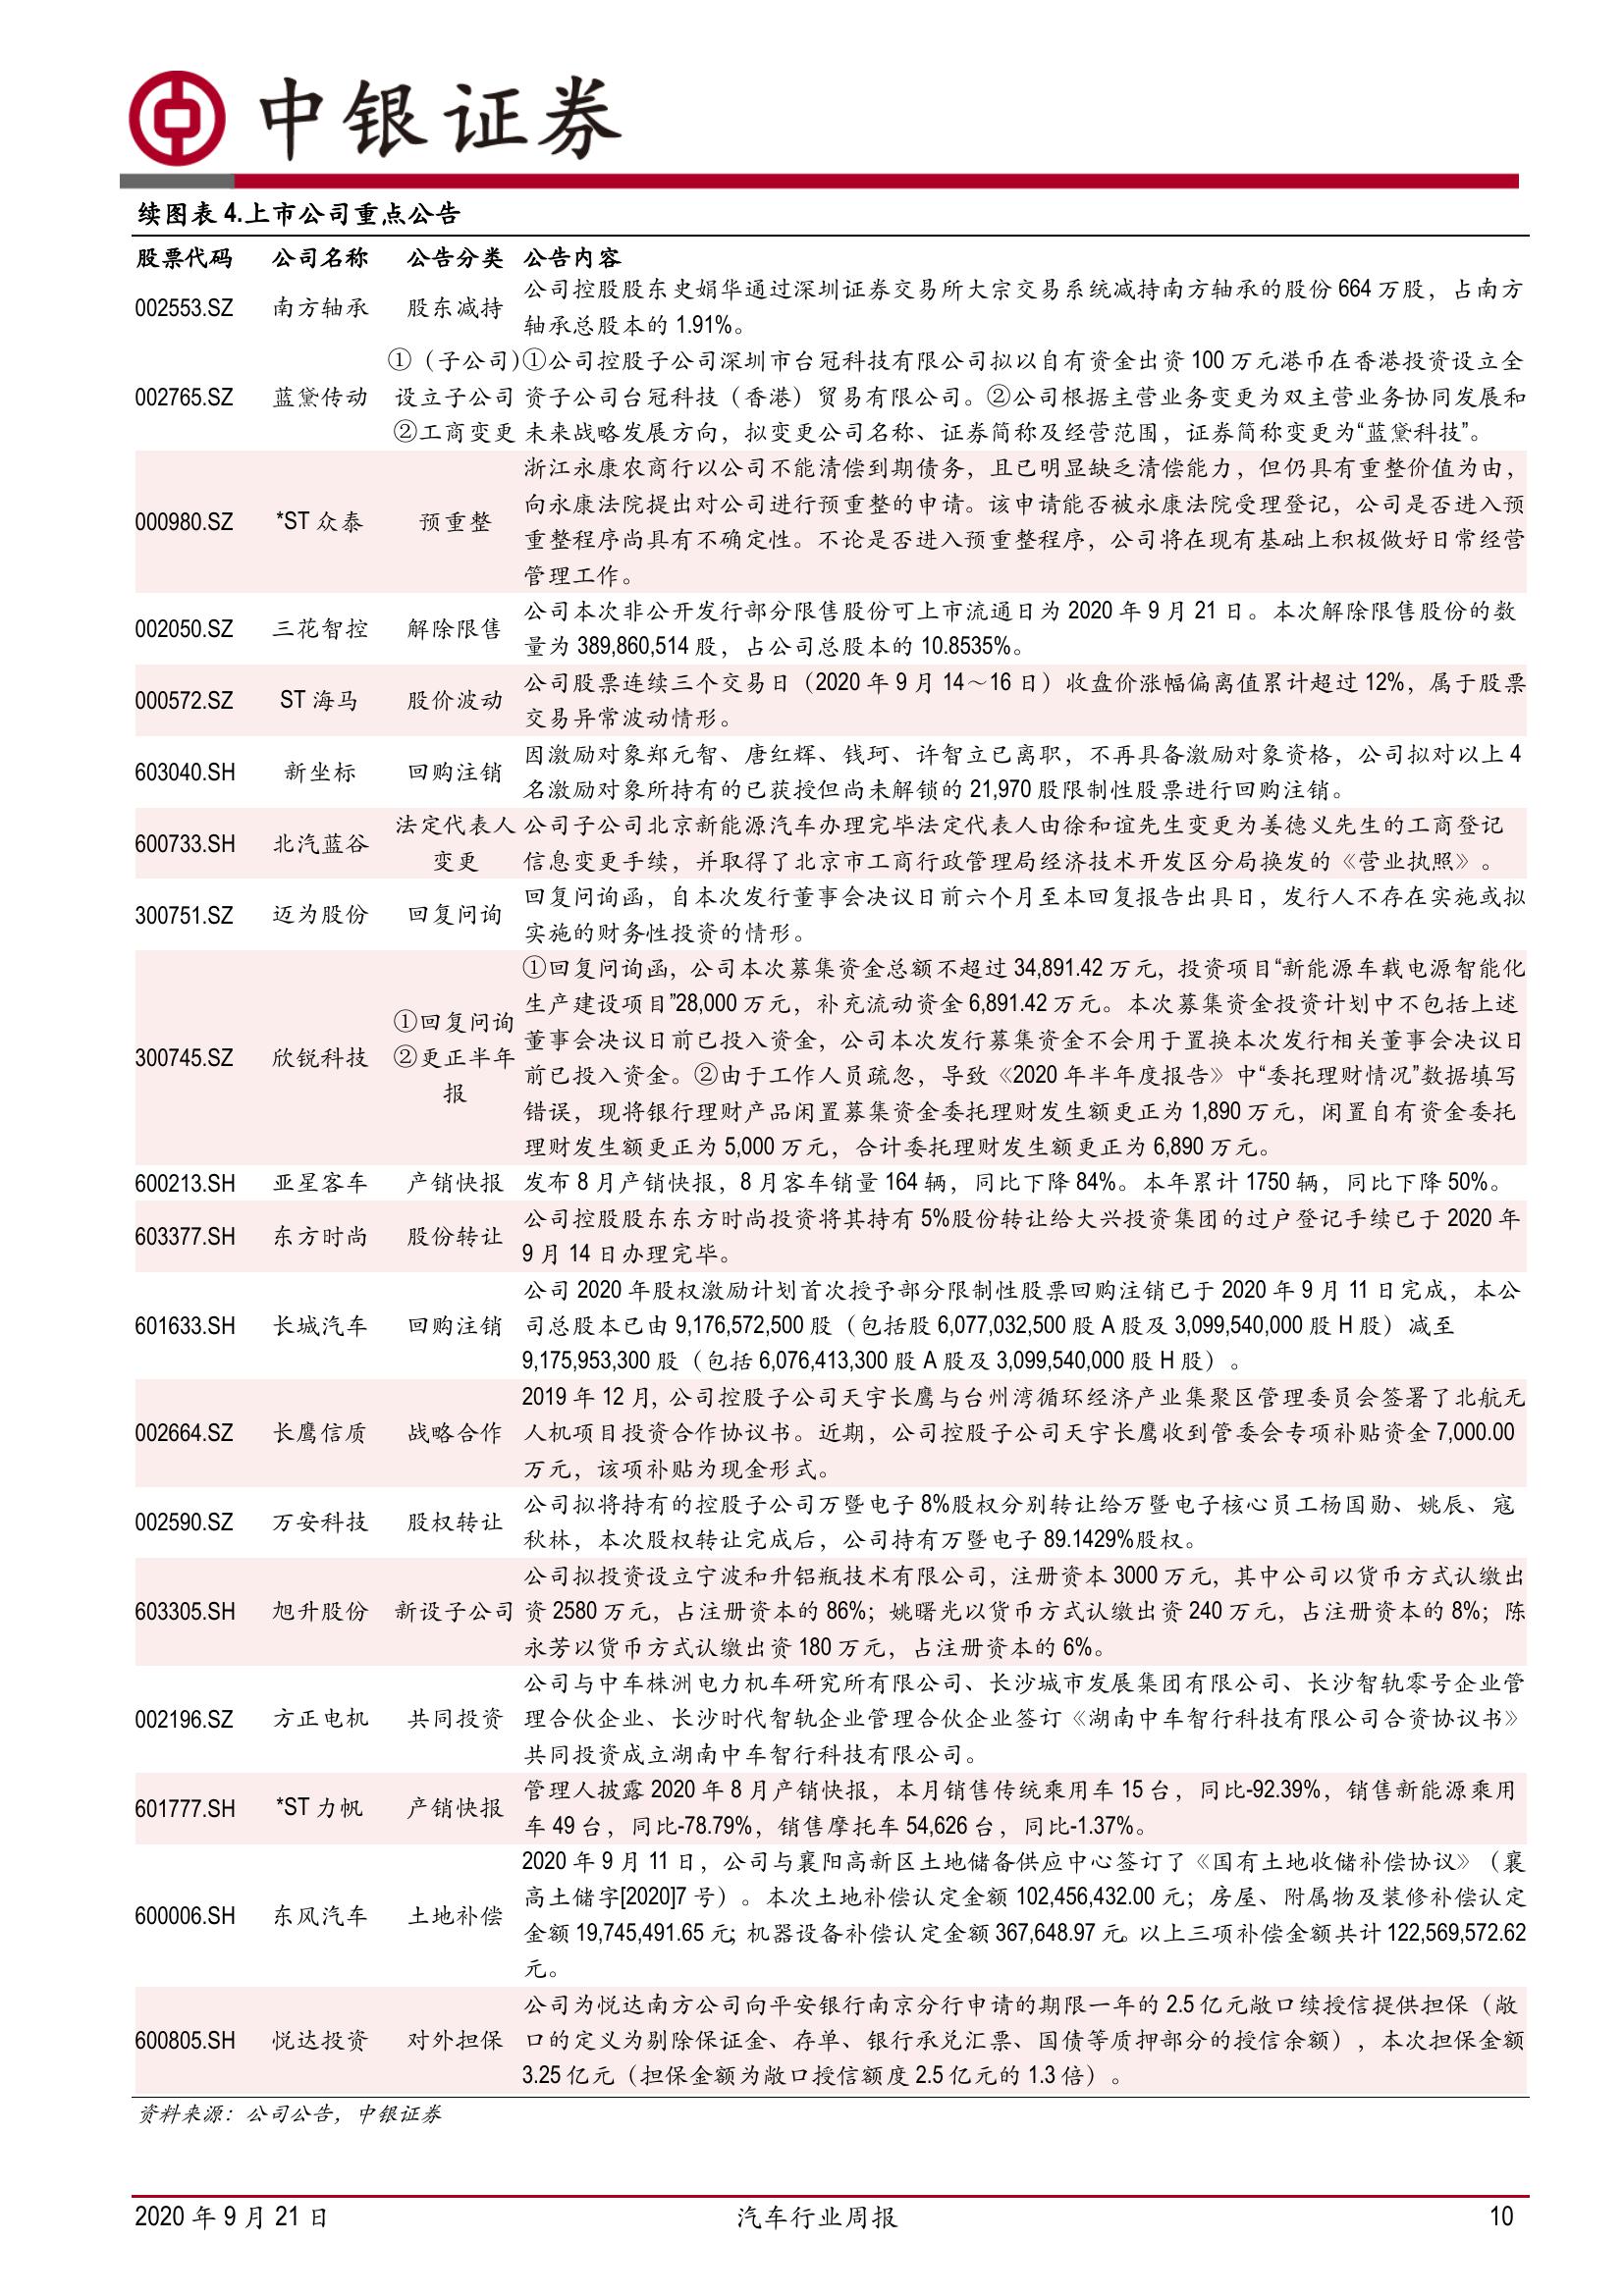 中银证券
续图表 4.上市公司重点公告
股票代码 公司名称 公告分类 公告内容
002553.SZ 南方轴承 股东减持 公司控股股东史娟华通过深圳证券交易所大宗交易系统减持南方轴承的股份 664 万股，占南方
轴承总股本的 1.91%。
①（子公司)①公司控股子公司深圳市台冠科技有限公司拟以自有资金出资 100 万元港币在香港投资设立全
002765.SZ 蓝黛传动 设立子公司 资子公司台冠科技（香港）贸易有限公司。②公司根据主营业务变更为双主营业务协同发展和
②工商变更 未来战略发展方向，拟变更公司名称、证券简称及经营范围，证券简称变更为“蓝黛科技”。
浙江永康农商行以公司不能清偿到期债务，且已明显缺乏清偿能力，但仍具有重整价值为由，
000980.SZ *ST 众泰 预重整 向永康法院提出对公司进行预重整的申请。该申请能否被永康法院受理登记，公司是否进入预
重整程序尚具有不确定性。不论是否进入预重整程序，公司将在现有基础上积极做好日常经营
管理工作。
002050.SZ 三花智控 解除限售 公司本次非公开发行部分限售股份可上市流通日为 2020 年 9 月 21 日。本次解除限售股份的数
量为 389,860,514 股，占公司总股本的 10.8535%。
000572.SZ ST 海马 股价波动 公司股票连续三个交易日（2020 年 9 月 14～16 日）收盘价涨幅偏离值累计超过 12%，属于股票
交易异常波动情形。
603040.SH 新坐标 回购注销 因激励对象郑元智、唐红辉、钱珂、许智立已离职，不再具备激励对象资格，公司拟对以上 4
名激励对象所持有的已获授但尚未解锁的 21,970 股限制性股票进行回购注销。
600733.SH 北汽蓝谷 法定代表人 公司子公司北京新能源汽车办理完毕法定代表人由徐和谊先生变更为姜德义先生的工商登记
变更 信息变更手续，并取得了北京市工商行政管理局经济技术开发区分局换发的《营业执照》。
300751.SZ 迈为股份 回复问询 回复问询函，自本次发行董事会决议日前六个月至本回复报告出具日，发行人不存在实施或拟
实施的财务性投资的情形。
①回复问询函，公司本次募集资金总额不超过 34,891.42 万元，投资项目“新能源车载电源智能化
生产建设项目”28,000 万元，补充流动资金 6,891.42 万元。本次募集资金投资计划中不包括上述
①回复问询 董事会决议日前已投入资金，公司本次发行募集资金不会用于置换本次发行相关董事会决议日
300745.SZ 欣锐科技 ②更正半年 前已投入资金。②由于工作人员疏忽，导致《2020 年半年度报告》中“委托理财情况”数据填写
报 错误，现将银行理财产品闲置募集资金委托理财发生额更正为 1,890 万元，闲置自有资金委托
理财发生额更正为 5,000 万元，合计委托理财发生额更正为 6,890 万元。
600213.SH 亚星客车 产销快报 发布 8 月产销快报，8 月客车销量 164 辆，同比下降 84%。本年累计 1750 辆，同比下降 50%。
603377.SH 东方时尚 股份转让 公司控股股东东方时尚投资将其持有 5%股份转让给大兴投资集团的过户登记手续已于 2020 年
9 月 14 日办理完毕。
公司 2020 年股权激励计划首次授予部分限制性股票回购注销已于 2020 年 9 月 11 日完成，本公
601633.SH 长城汽车 回购注销 司总股本已由 9,176,572,500 股（包括股 6,077,032,500 股 A 股及 3,099,540,000 股 H 股）减至
9,175,953,300 股（包括 6,076,413,300 股 A 股及 3,099,540,000 股 H 股）。
2019 年 12 月, 公司控股子公司天宇长鹰与台州湾循环经济产业集聚区管理委员会签署了北航无
002664.SZ 长鹰信质 战略合作 人机项目投资合作协议书。近期，公司控股子公司天宇长鹰收到管委会专项补贴资金 7,000.00
万元，该项补贴为现金形式。
002590.SZ 万安科技 股权转让 公司拟将持有的控股子公司万暨电子 8%股权分别转让给万暨电子核心员工杨国勋、姚辰、寇
秋林，本次股权转让完成后，公司持有万暨电子 89.1429%股权。
公司拟投资设立宁波和升铝瓶技术有限公司，注册资本 3000 万元，其中公司以货币方式认缴出
603305.SH 旭升股份 新设子公司 资 2580 万元，占注册资本的 86%；姚曙光以货币方式认缴出资 240 万元，占注册资本的 8%；陈
永芳以货币方式认缴出资 180 万元，占注册资本的 6%。
公司与中车株洲电力机车研究所有限公司、长沙城市发展集团有限公司、长沙智轨零号企业管
002196.SZ 方正电机 共同投资 理合伙企业、长沙时代智轨企业管理合伙企业签订《湖南中车智行科技有限公司合资协议书》
共同投资成立湖南中车智行科技有限公司。
601777.SH *ST 力帆 产销快报 管理人披露 2020 年 8 月产销快报，本月销售传统乘用车 15 台，同比-92.39%，销售新能源乘用
车 49 台，同比-78.79%，销售摩托车 54,626 台，同比-1.37%。
2020 年 9 月 11 日，公司与襄阳高新区土地储备供应中心签订了《国有土地收储补偿协议》（襄
600006.SH 东风汽车 土地补偿 高土储字[2020]7 号）。本次土地补偿认定金额 102,456,432.00 元；房屋、附属物及装修补偿认定
金额 19,745,491.65 元；机器设备补偿认定金额 367,648.97 元。以上三项补偿金额共计 122,569,572.62
元。
公司为悦达南方公司向平安银行南京分行申请的期限一年的 2.5 亿元敞口续授信提供担保（敞
600805.SH 悦达投资 对外担保 口的定义为剔除保证金、存单、银行承兑汇票、国债等质押部分的授信余额），本次担保金额
3.25 亿元（担保金额为敞口授信额度 2.5 亿元的 1.3 倍）。
资料来源：公司公告，中银证券
2020 年 9 月 21 日 汽车行业周报 10